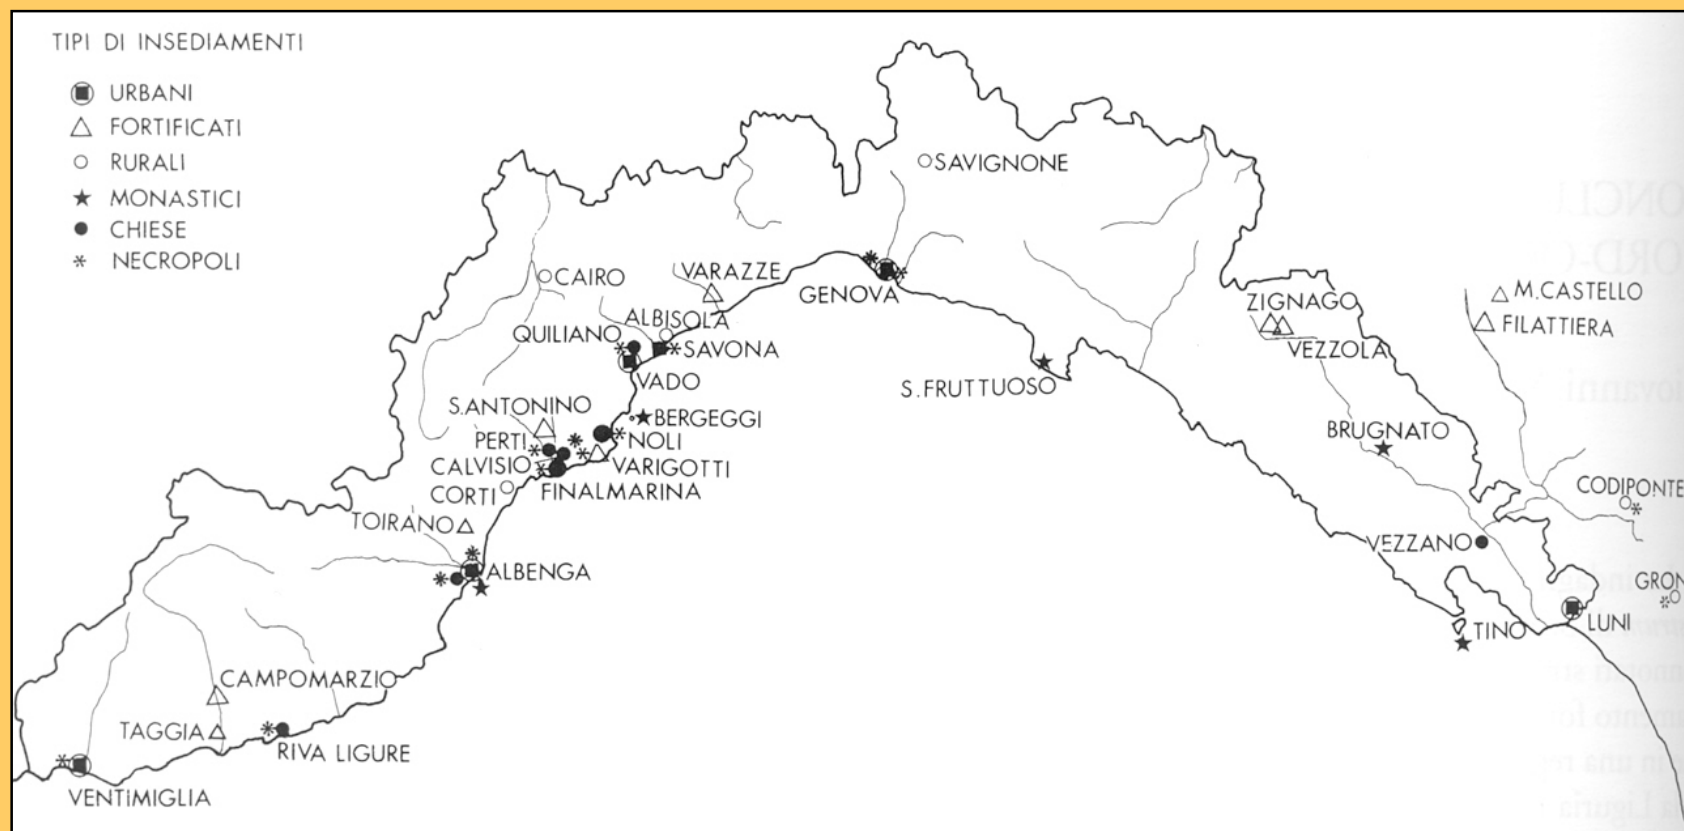 TIPI DI INSEDIAMENTI
URBANI
FORTIFICATI
RURALI
MONASTICI
CHIESE
NECROPOLI
SAVIGNONE
CAIRO
VARAZZE
GENOVA
ALBISOLA
QUILIANO
SAVONA
VADO
S.ANTONINO
BERGEGGI
PERTI
NOLI
CALVISIO
VARIGOTTI
CORTI
FINALMARINA
TOIRANO
ALBENGA
CAMPOMARZIO
TAGGIA
RIVA LIGURE
VENTIMIGLIA
S.FRUTTUOSO
ZIGNAGO
VEZZOLA
M.CASTELLO
FILATTIERA
BRUGNATO
CODIPONTE
VEZZANO
GRON
TINO
LUNI